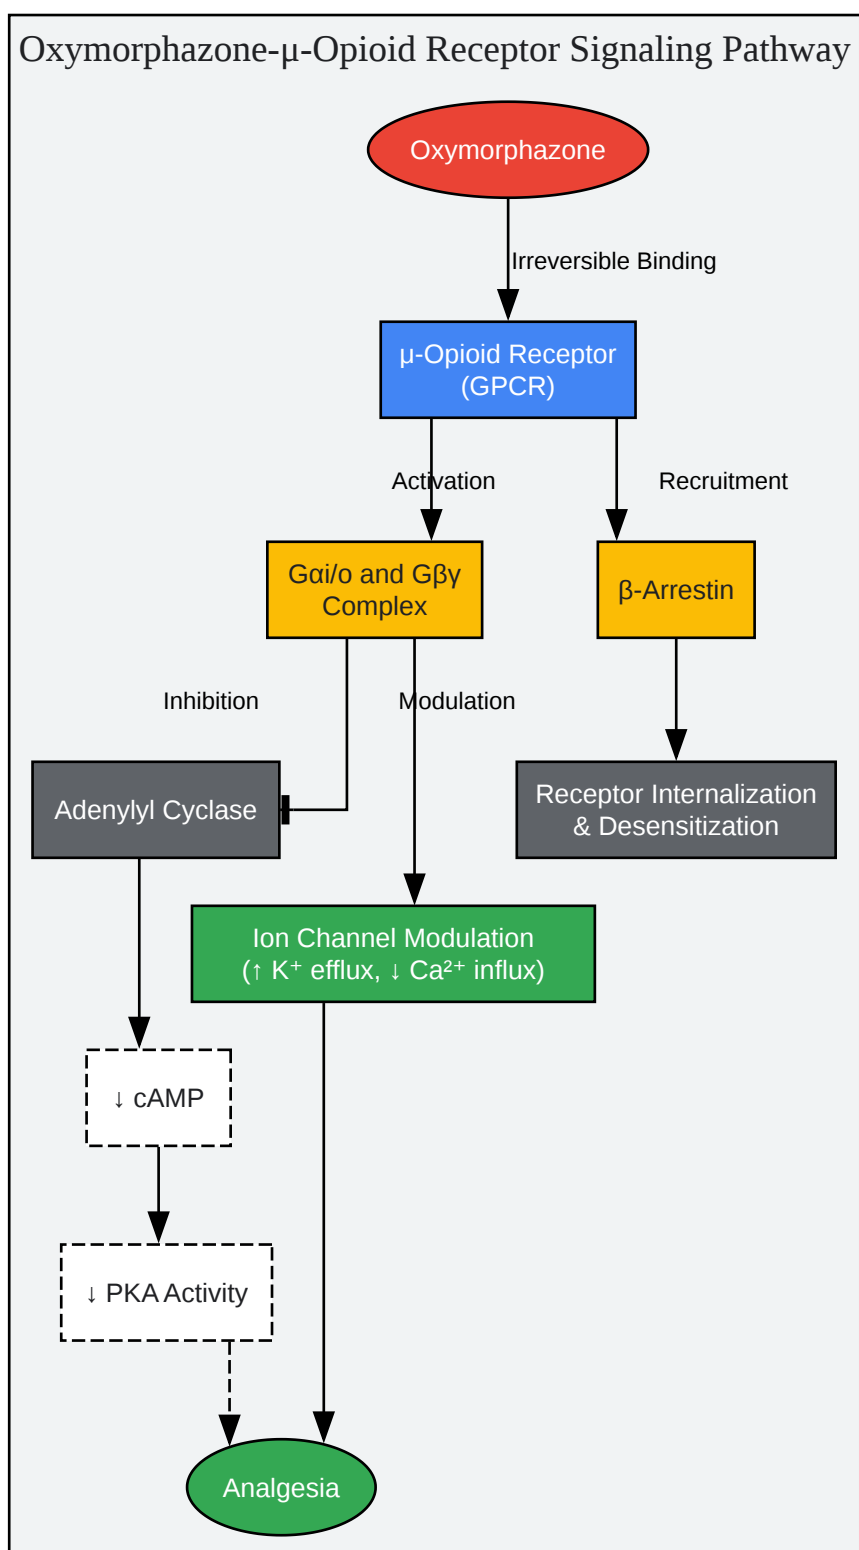 Oxymorphazone-μ-Opioid Receptor Signaling Pathway
Oxymorphazone
Irreversible Binding
μ-Opioid Receptor
(GPCR)
Activation
Recruitment
Gαi/o and Gβγ
Complex
β-Arrestin
Inhibition
Modulation
Adenylyl Cyclase
Receptor Internalization
& Desensitization
Ion Channel Modulation
(↑ K⁺ efflux, ↓ Ca²⁺ influx)
↓ cAMP
↓ PKA Activity
Analgesia